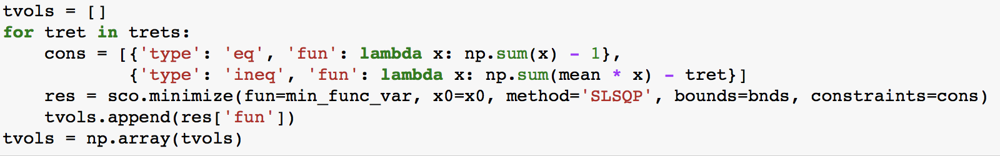 tvols = []
for tret in trets:
    cons = [{'type': 'eq', 'fun': lambda x: np.sum(x) - 1},
            {'type': 'ineq', 'fun': lambda x: np.sum(mean * x) - tret}]
    res = sco.minimize(fun=min_func_var, x0=x0, method='SLSQP', bounds=bnds, constraints=cons)
    tvols.append(res['fun'])
tvols = np.array(tvols)